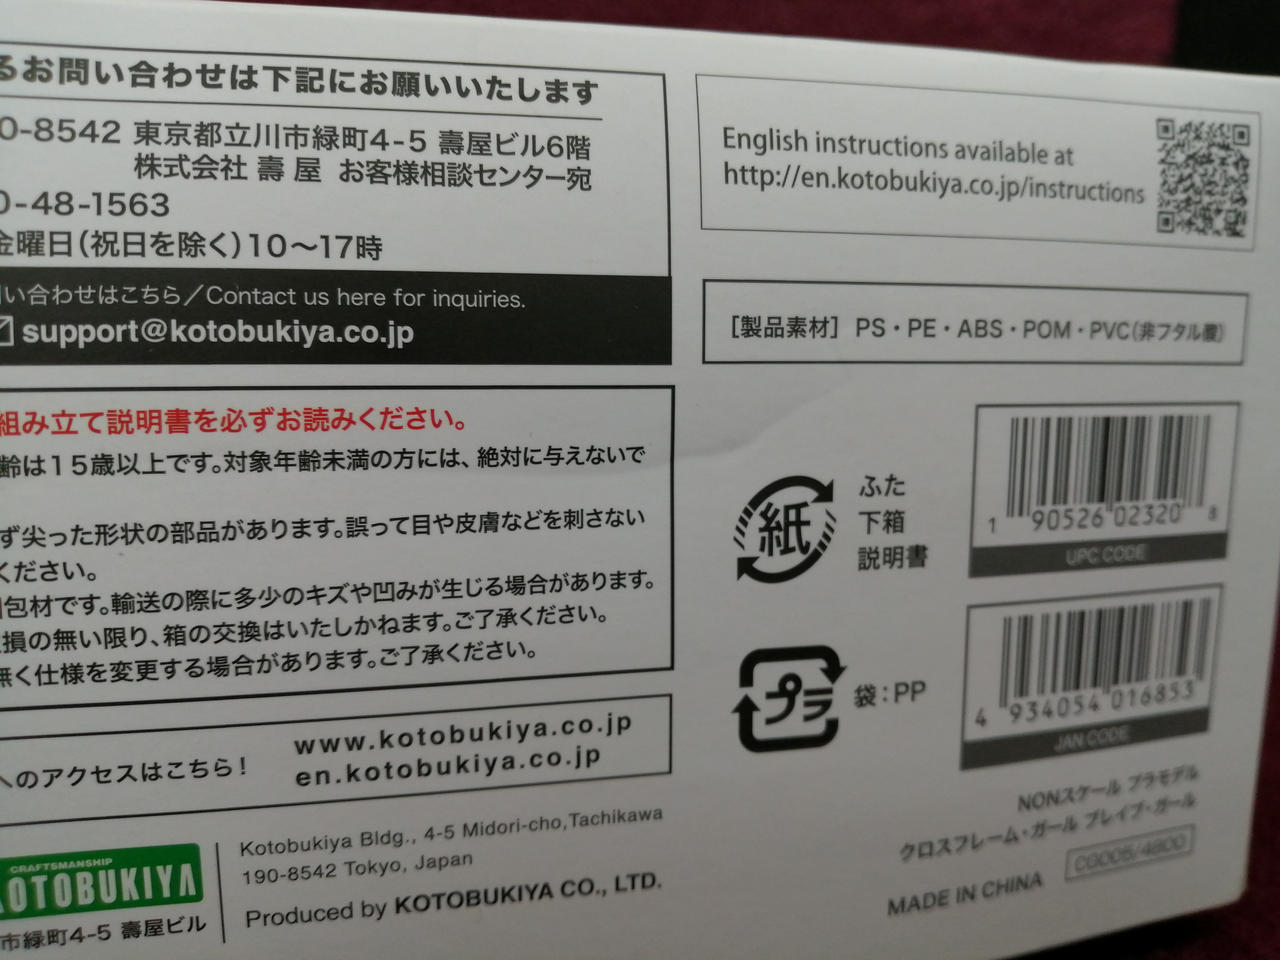 るお問い合わせは下記にお願いいたします
0-8542 東京都立川市緑町4-5 壽屋ビル6階
株式会社 壽 屋 お客様相談センター宛
0-48-1563
金曜日(祝日を除く)10〜17時
い合わせはこちら／Contact us here for inquiries.
support@kotobukiya.co.jp
組み立て説明書を必ずお読みください。
齢は15歳以上です。対象年齢未満の方には、絶対に与えないで
ず尖った形状の部品があります。誤って目や皮膚などを刺さない
ください。
包材です。輸送の際に多少のキズや凹みが生じる場合があります。
損の無い限り、箱の交換はいたしかねます。ご了承ください。
無く仕様を変更する場合があります。ご了承ください。
へのアクセスはこちら!
www.kotobukiya.co.jp
en.kotobukiya.co.jp
CRAFTSMANSHIP
KOTOBUKIYA
市緑町4-5 壽屋ビル
Kotobukiya Bldg., 4-5 Midori-cho,Tachikawa
190-8542 Tokyo, Japan
Produced by KOTOBUKIYA CO., LTD.
English instructions available at
http://en.kotobukiya.co.jp/instructions
[製品素材] PS・PE・ABS・POM・PVC(非フタル酸)
紙
ふた
下箱
説明書
プラ
袋:PP
1 90526 02320 8
UPC CODE
4 934054 016853
JAN CODE
NONスケール プラモデル
クロスフレーム・ガール ブレイブ・ガール
CG005/4800
MADE IN CHINA